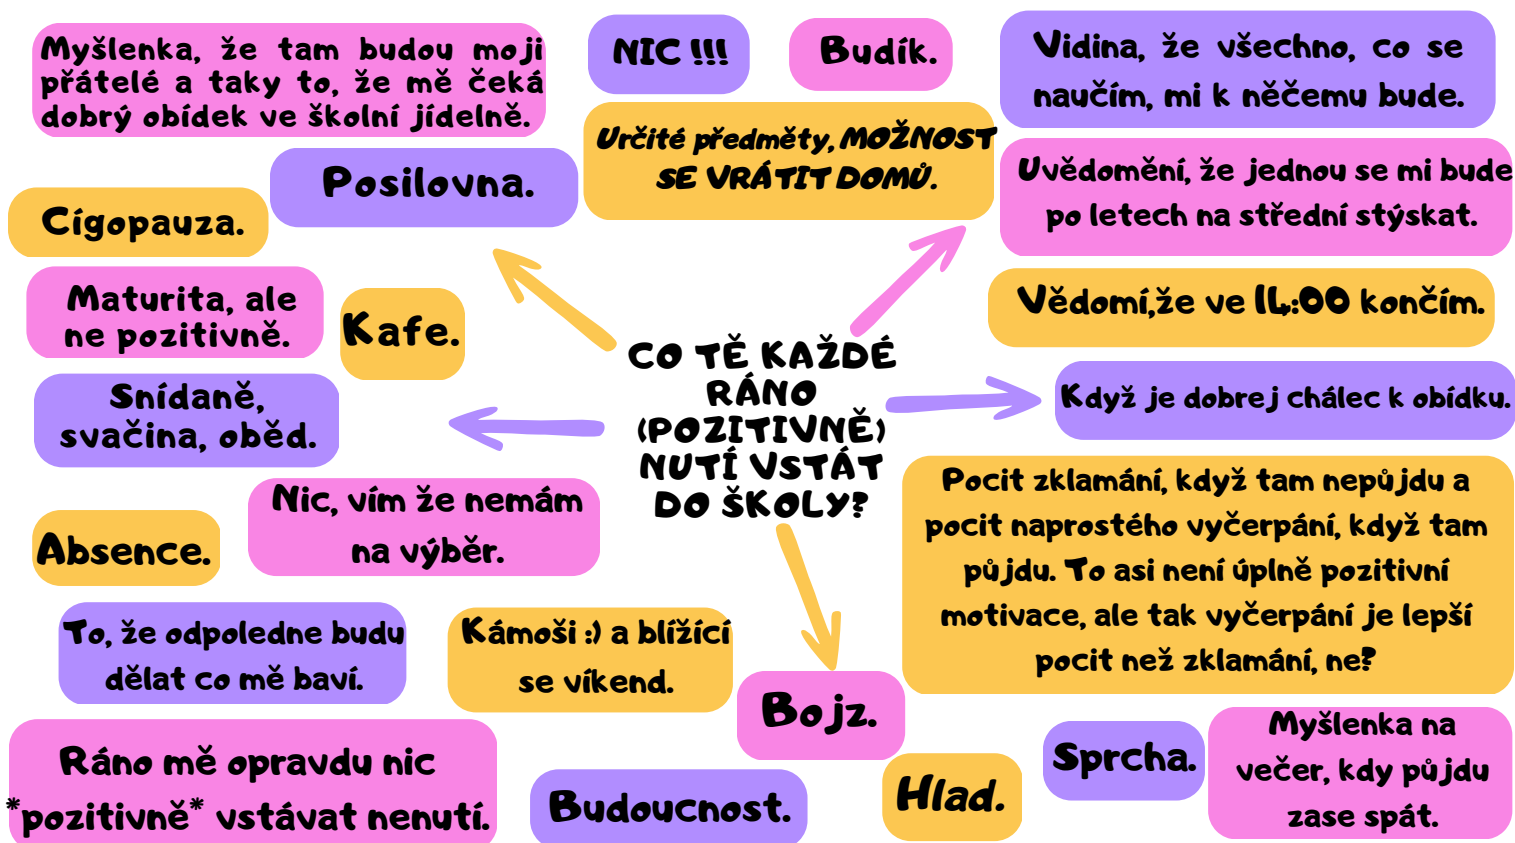 Myšlenka, že tam budou moji
přátelé a taky to, že mě čeká
dobrý obídek ve školní jídelně.
NIC !!!
Budík.
Vidina, že všechno, co se
naučím, mi k něčemu bude.
Určité předměty, MOŽNOST
SE VRÁTIT DOMŮ.
Posilovna.
Cígopauza.
Uvědomění, že jednou se mi bude
po letech na střední stýskat.
Maturita, ale
ne pozitivně.
Kafe.
Vědomí,že ve 14:00 končím.
CO TĚ KAŽDÉ
RÁNO
(POZITIVNĚ)
NUTÍ VSTÁT
DO ŠKOLY?
Snídaně,
svačina, oběd.
Když je dobrej chálec k obídku.
Nic, vím že nemám
na výběr.
Absence.
Pocit zklamání, když tam nepůjdu a
pocit naprostého vyčerpání, když tam
půjdu. To asi není úplně pozitivní
motivace, ale tak vyčerpání je lepší
pocit než zklamání, ne?
To, že odpoledne budu
dělat co mě baví.
Kámoši :) a blížící
se víkend.
Bojz.
Ráno mě opravdu nic
*pozitivně* vstávat nenutí.
Budoucnost.
Hlad.
Sprcha.
Myšlenka na
večer, kdy půjdu
zase spát.